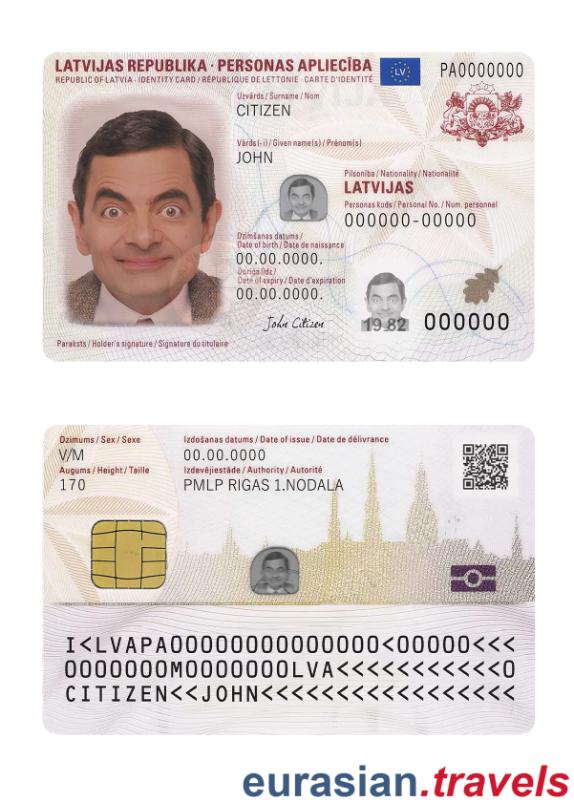 LATVIJAS REPUBLIKA · PERSONAS APLIECĪBA
REPUBLIC OF LATVIA · IDENTITY CARD / RÉPUBLIQUE DE LETTONIE · CARTE D'IDENTITÉ
LV
PA0000000
Uzvārds / Surname / Nom
CITIZEN
Vārds(-i) / Given name(s) / Prénom(s)
JOHN
Pilsonība / Nationality / Nationalité
LATVIJAS
Personas kods / Personal No. / Num. personnel
000000-00000
Dzimšanas datums /
Date of birth / Date de naissance
00.00.0000.
Derīga līdz /
Date of expiry / Date d'expiration
00.00.0000.
John Citizen
19.82
000000
Paraksts / Holder's signature / Signature du titulaire
Dzimums / Sex / Sexe
V/M
Augums / Height / Taille
170
Izdošanas datums / Date of issue / Date de délivrance
00.00.0000
Izdevējiestāde / Authority / Autorité
PMLP RIGAS 1.NODALA
I<LVAPA0000000000000000<00000<<<
0000000M0000000LVA<<<<<<<<<<<0
CITIZEN<<JOHN<<<<<<<<<<<<<<<<<
eurasian.travels